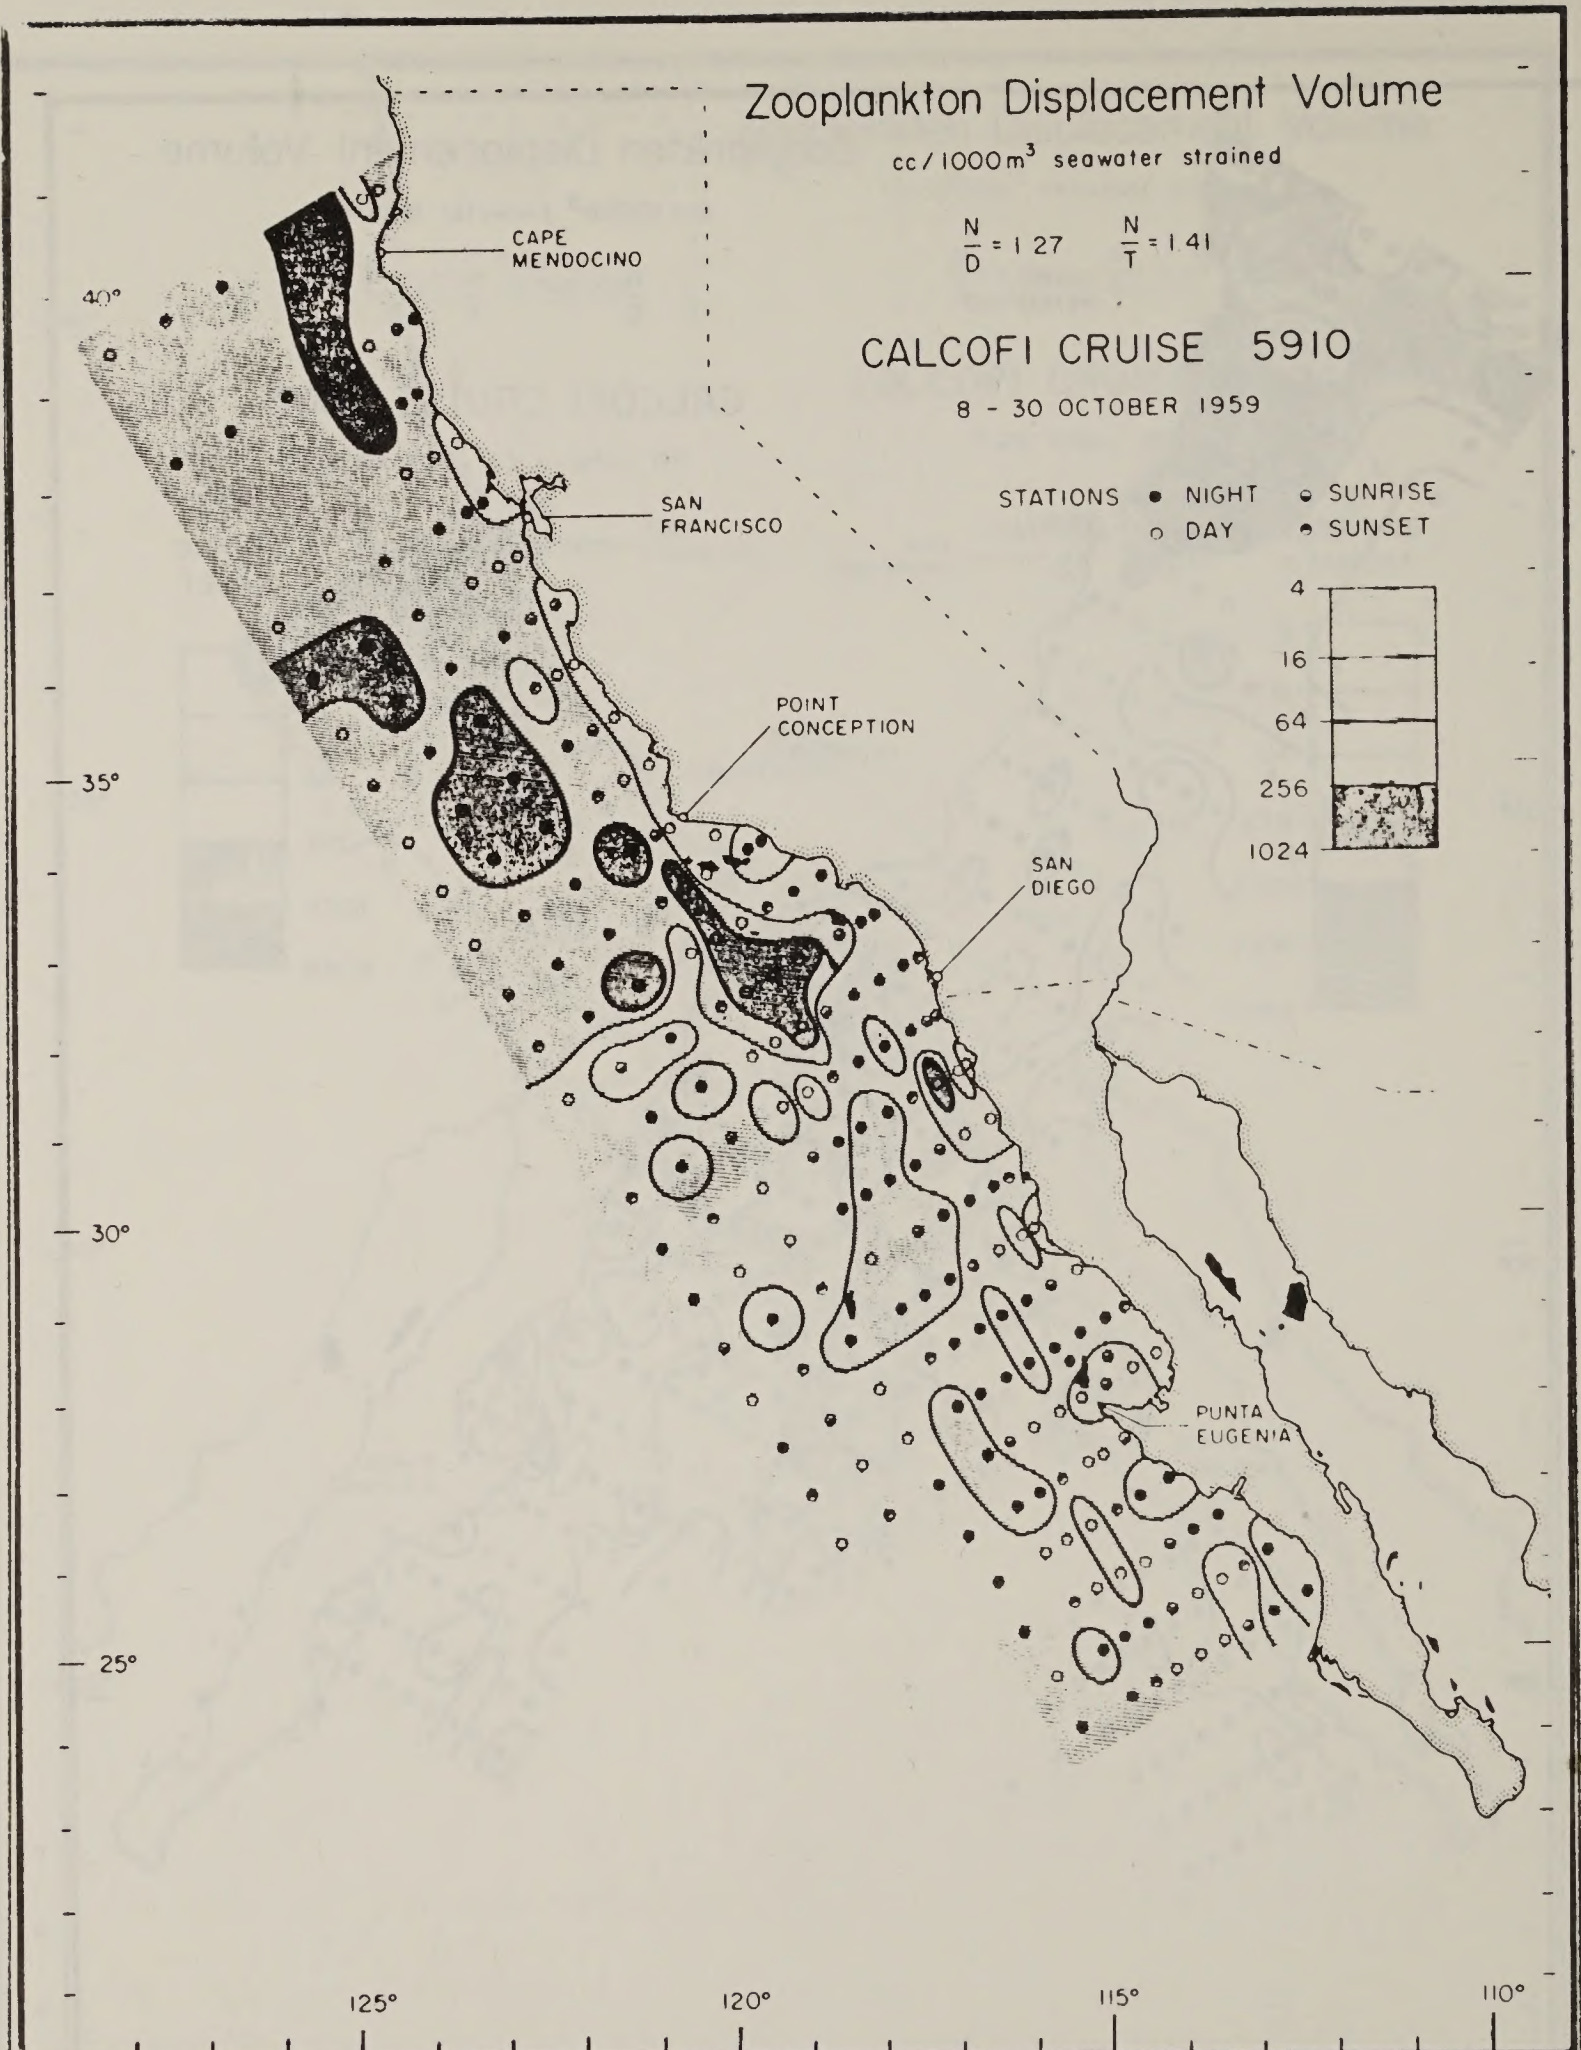 Zooplankton Displacement Volume
cc/1000m³ seawater strained
N/D = 1 27 N/T = 1.41
CALCOFI CRUISE 5910
8 - 30 OCTOBER 1959
STATIONS ● NIGHT SUNRISE
○ DAY SUNSET
4
16
64
256
1024
CAPE
MENDOCINO
40°
SAN
FRANCISCO
POINT
CONCEPTION
35°
SAN
DIEGO
30°
PUNTA
EUGENIA
25°
125° 120° 115° 110°